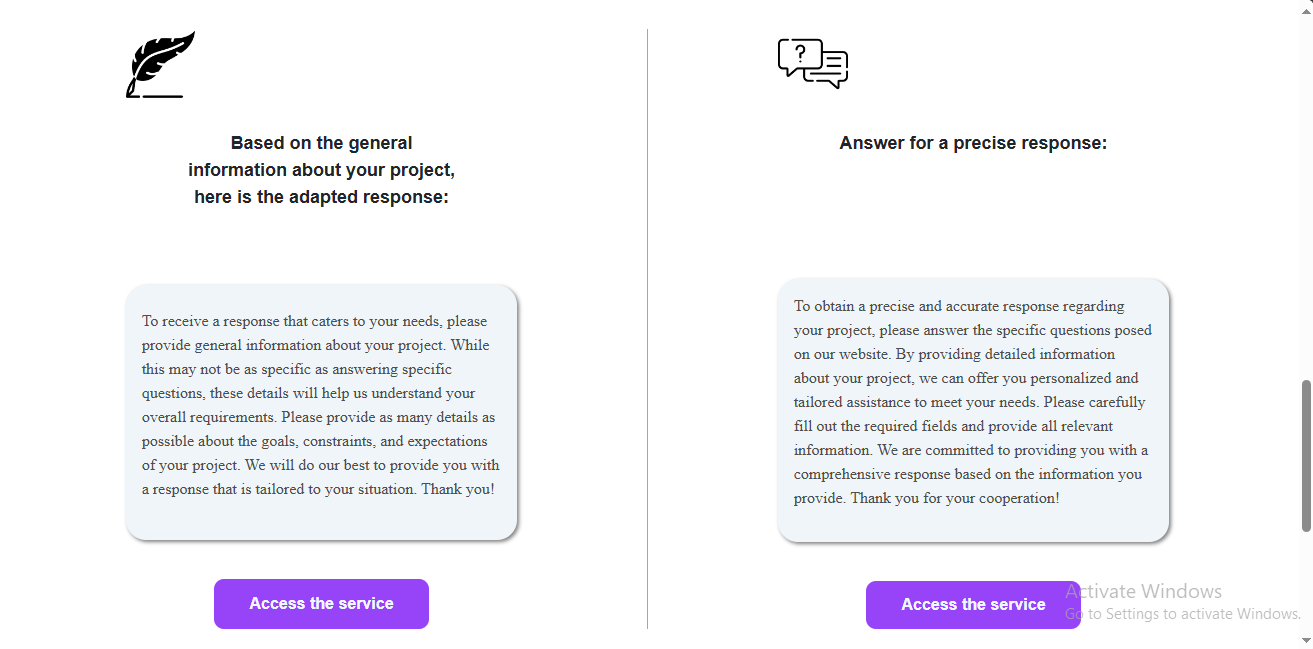 Based on the general
information about your project,
here is the adapted response:
To receive a response that caters to your needs, please
provide general information about your project. While
this may not be as specific as answering specific
questions, these details will help us understand your
overall requirements. Please provide as many details as
possible about the goals, constraints, and expectations
of your project. We will do our best to provide you with
a response that is tailored to your situation. Thank you!
Access the service
?
Answer for a precise response:
To obtain a precise and accurate response regarding
your project, please answer the specific questions posed
on our website. By providing detailed information
about your project, we can offer you personalized and
tailored assistance to meet your needs. Please carefully
fill out the required fields and provide all relevant
information. We are committed to providing you with a
comprehensive response based on the information you
provide. Thank you for your cooperation!
Access the service
Activate Windows
Go to Settings to activate Windows.